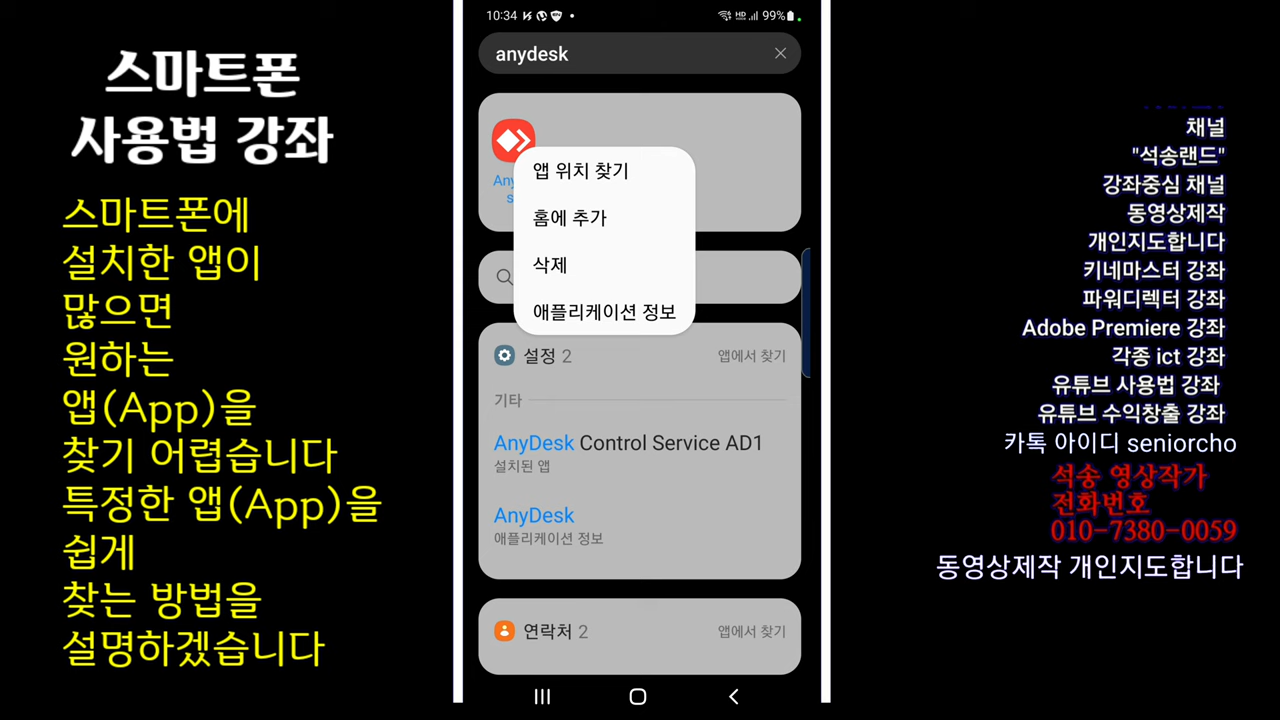 스마트폰
사용법 강좌
스마트폰에
설치한 앱이
많으면
원하는
앱(App)을
찾기 어렵습니다
특정한 앱(App)을
쉽게
찾는 방법을
설명하겠습니다
10:34
99%
anydesk
Any
s
앱 위치 찾기
홈에 추가
삭제
애플리케이션 정보
설정 2
앱에서 찾기
기타
AnyDesk Control Service AD1
설치된 앱
AnyDesk
애플리케이션 정보
연락처 2
앱에서 찾기
채널
"석송랜드"
강좌중심 채널
동영상제작
개인지도합니다
키네마스터 강좌
파워디렉터 강좌
Adobe Premiere 강좌
각종 ict 강좌
유튜브 사용법 강좌
유튜브 수익창출 강좌
카톡 아이디 seniorcho
석송 영상작가
전화번호
010-7380-0059
동영상제작 개인지도합니다